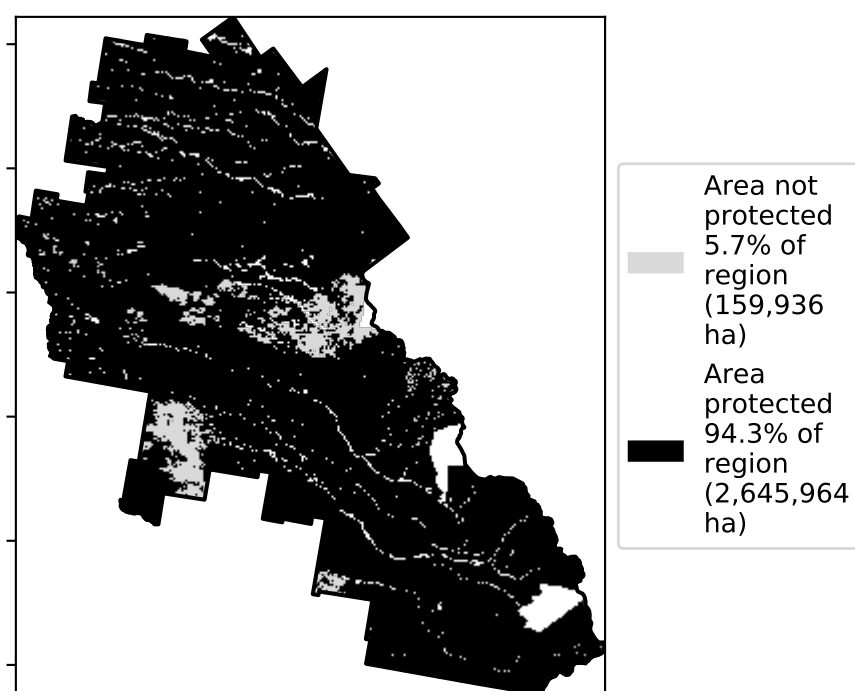 Area not
protected
5.7% of
region
(159,936
ha)
Area
protected
94.3% of
region
(2,645,964
ha)